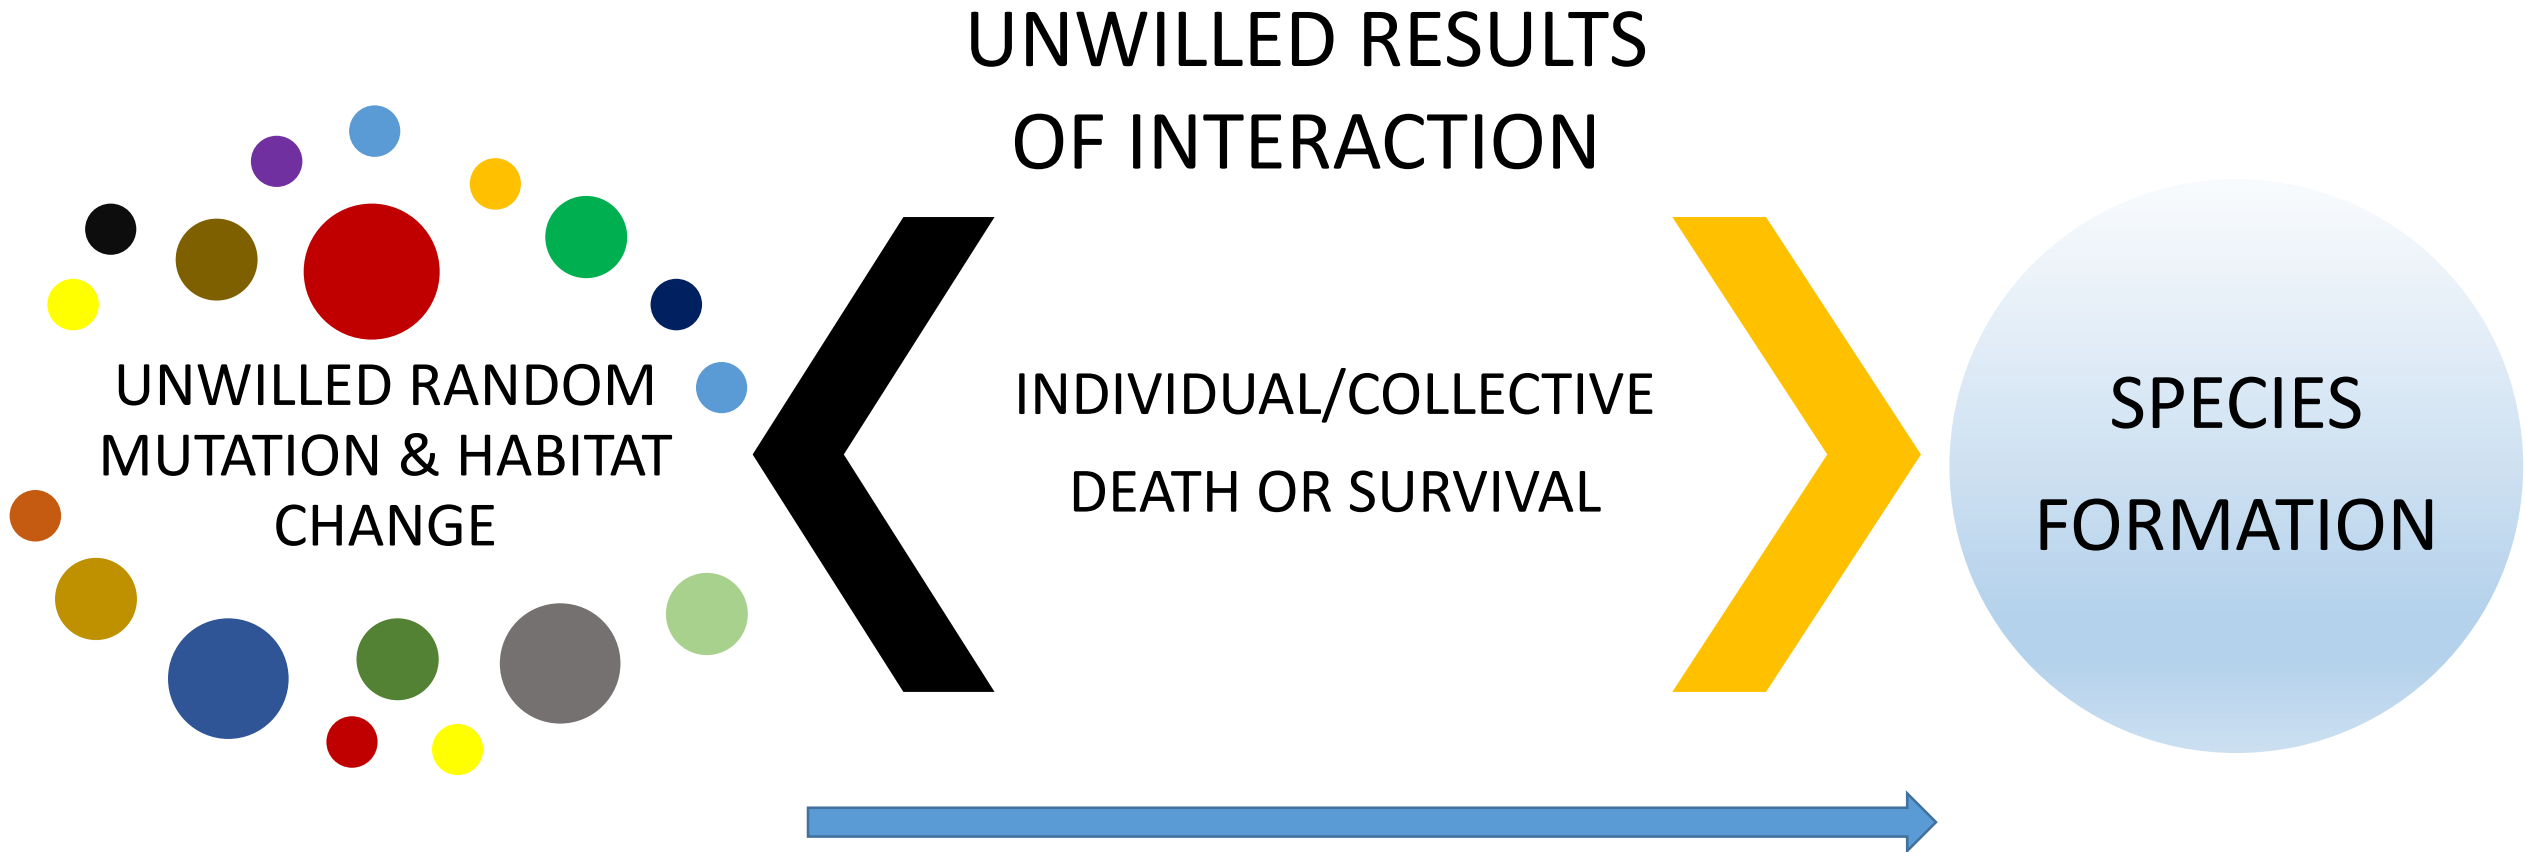 UNWILLED RESULTS
OF INTERACTION
UNWILLED RANDOM
MUTATION & HABITAT
CHANGE
INDIVIDUAL/COLLECTIVE
DEATH OR SURVIVAL
SPECIES
FORMATION